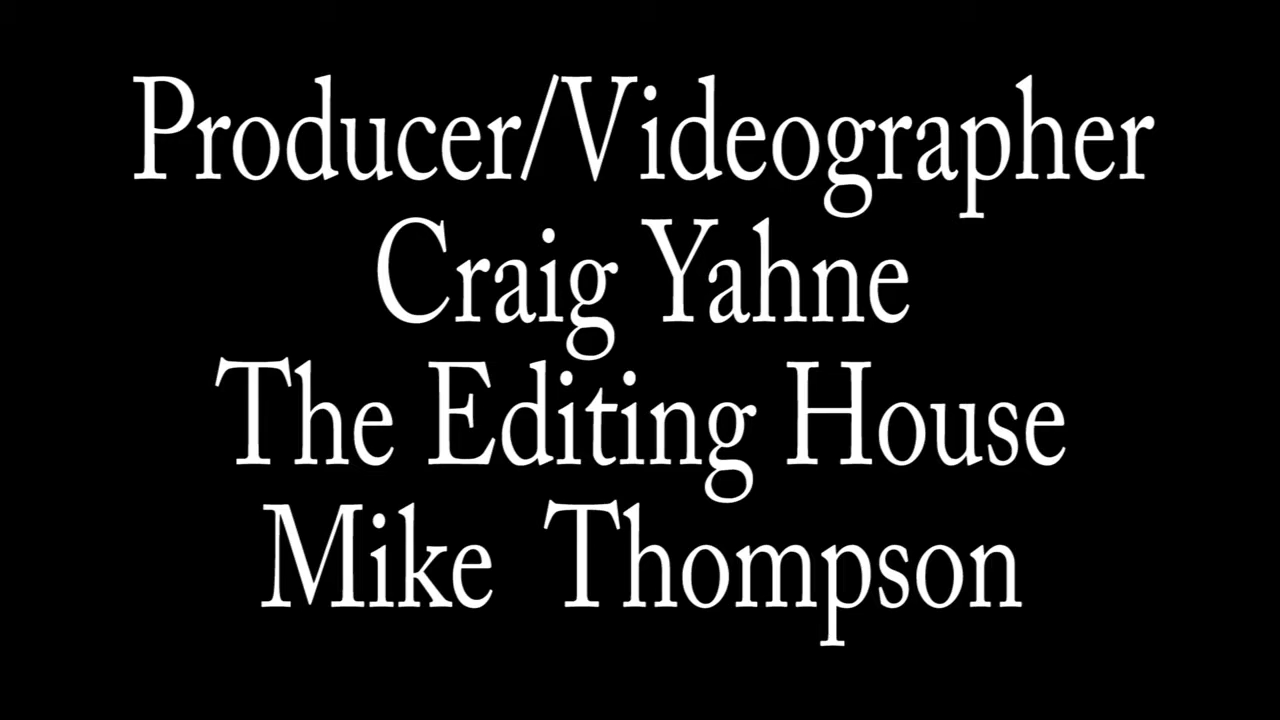 Producer/Videographer
Craig Yahne
The Editing House
Mike  Thompson